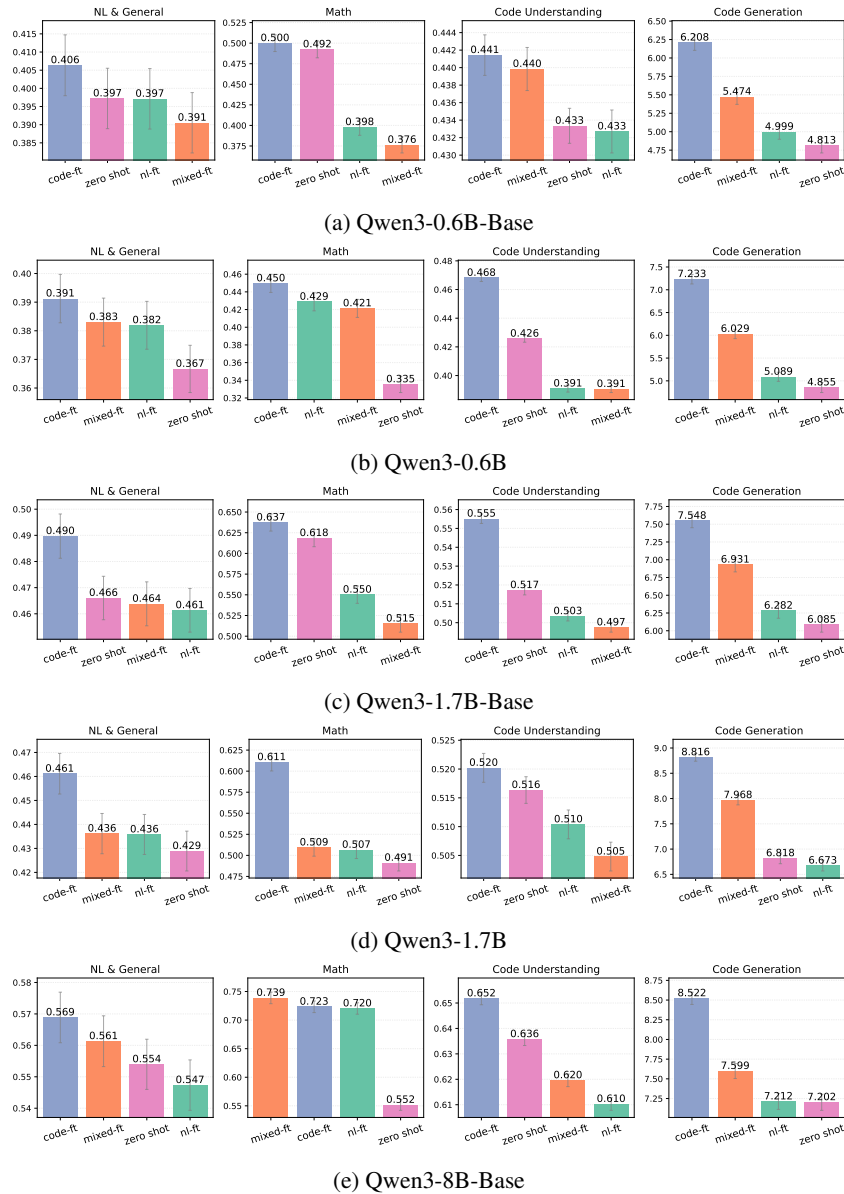 NL & General
0.415
0.410
0.405
0.400
0.395
0.390
0.385
0.406
0.397
0.397
0.391
code-ft
zero shot
nl-ft
mixed-ft
Math
0.500
0.475
0.450
0.425
0.400
0.375
0.500
0.492
0.398
0.376
code-ft
zero shot
nl-ft
mixed-ft
Code Understanding
0.444
0.442
0.440
0.438
0.436
0.434
0.432
0.430
0.441
0.440
0.433
0.433
code-ft
mixed-ft
zero shot
nl-ft
Code Generation
6.50
6.25
6.00
5.75
5.50
5.25
5.00
4.75
6.208
5.474
4.999
4.813
code-ft
mixed-ft
nl-ft
zero shot
(a) Qwen3-0.6B-Base
NL & General
0.40
0.39
0.38
0.37
0.36
0.391
0.383
0.382
0.367
code-ft
mixed-ft
nl-ft
zero shot
Math
0.46
0.44
0.42
0.40
0.38
0.36
0.34
0.32
0.450
0.429
0.421
0.335
code-ft
nl-ft
mixed-ft
zero shot
Code Understanding
0.48
0.46
0.44
0.42
0.40
0.468
0.426
0.391
0.391
code-ft
zero shot
nl-ft
mixed-ft
Code Generation
7.5
7.0
6.5
6.0
5.5
5.0
7.233
6.029
5.089
4.855
code-ft
mixed-ft
nl-ft
zero shot
(b) Qwen3-0.6B
NL & General
0.50
0.49
0.48
0.47
0.46
0.490
0.466
0.464
0.461
code-ft
zero shot
mixed-ft
nl-ft
Math
0.650
0.625
0.600
0.575
0.550
0.525
0.500
0.637
0.618
0.550
0.515
code-ft
zero shot
nl-ft
mixed-ft
Code Understanding
0.56
0.55
0.54
0.53
0.52
0.51
0.50
0.555
0.517
0.503
0.497
code-ft
zero shot
nl-ft
mixed-ft
Code Generation
7.75
7.50
7.25
7.00
6.75
6.50
6.25
6.00
7.548
6.931
6.282
6.085
code-ft
mixed-ft
nl-ft
zero shot
(c) Qwen3-1.7B-Base
NL & General
0.47
0.46
0.45
0.44
0.43
0.42
0.461
0.436
0.436
0.429
code-ft
mixed-ft
nl-ft
zero shot
Math
0.625
0.600
0.575
0.550
0.525
0.500
0.475
0.611
0.509
0.507
0.491
code-ft
mixed-ft
nl-ft
zero shot
Code Understanding
0.525
0.520
0.515
0.510
0.505
0.520
0.516
0.510
0.505
code-ft
zero shot
nl-ft
mixed-ft
Code Generation
9.0
8.5
8.0
7.5
7.0
6.5
8.816
7.968
6.818
6.673
code-ft
mixed-ft
zero shot
nl-ft
(d) Qwen3-1.7B
NL & General
0.58
0.57
0.56
0.55
0.54
0.569
0.561
0.554
0.547
code-ft
mixed-ft
zero shot
nl-ft
Math
0.75
0.70
0.65
0.60
0.55
0.739
0.723
0.720
0.552
mixed-ft
code-ft
nl-ft
zero shot
Code Understanding
0.65
0.64
0.63
0.62
0.61
0.652
0.636
0.620
0.610
code-ft
zero shot
mixed-ft
nl-ft
Code Generation
8.75
8.50
8.25
8.00
7.75
7.50
7.25
8.522
7.599
7.212
7.202
code-ft
mixed-ft
nl-ft
zero shot
(e) Qwen3-8B-Base